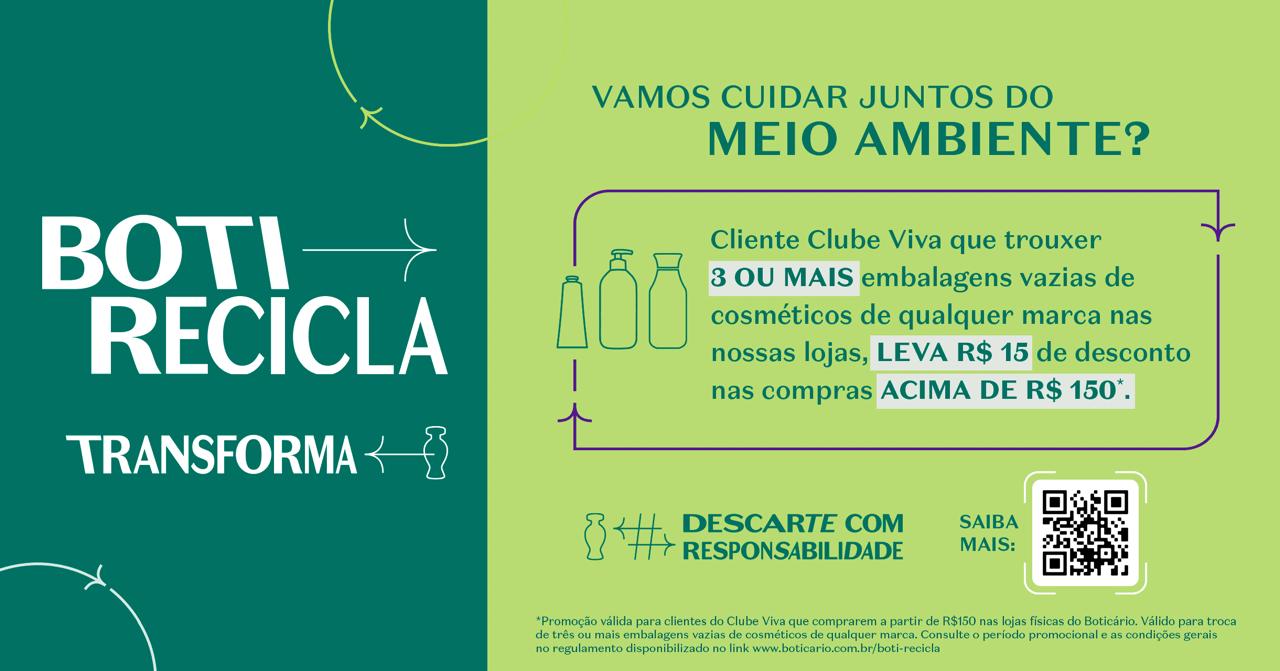 BOTI
RECICLA
TRANSFORMA
VAMOS CUIDAR JUNTOS DO
MEIO AMBIENTE?
Cliente Clube Viva que trouxer
3 OU MAIS embalagens vazias de
cosméticos de qualquer marca nas
nossas lojas, LEVA R$ 15 de desconto
nas compras ACIMA DE R$ 150*.
# DESCARTE COM
RESPONSABILIDADE
SAIBA
MAIS:
*Promoção válida para clientes do Clube Viva que comprarem a partir de R$150 nas lojas físicas do Boticário. Válido para troca
de três ou mais embalagens vazias de cosméticos de qualquer marca. Consulte o período promocional e as condições gerais
no regulamento disponibilizado no link www.boticario.com.br/boti-recicla